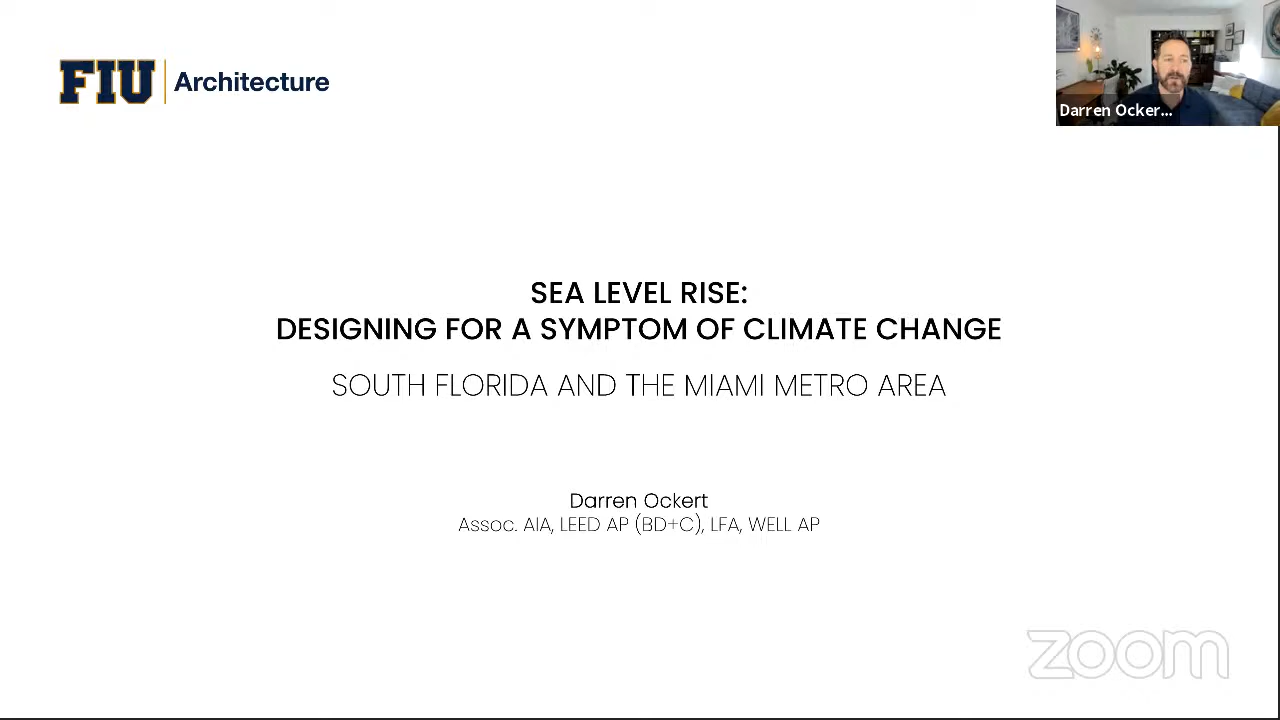 FIU Architecture
Darren Ocker...
SEA LEVEL RISE:
DESIGNING FOR A SYMPTOM OF CLIMATE CHANGE
SOUTH FLORIDA AND THE MIAMI METRO AREA
Darren Ockert
Assoc. AIA, LEED AP (BD+C), LFA, WELL AP
zoom